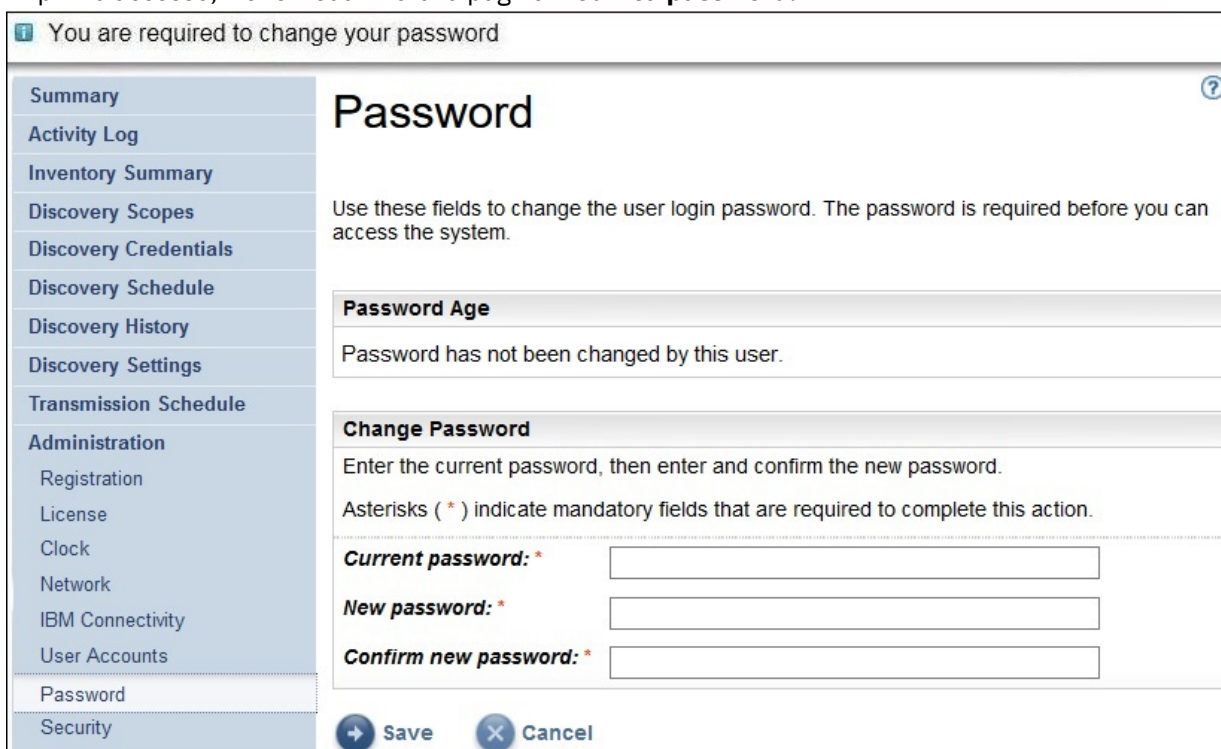 You are required to change your password
Summary
Activity Log
Inventory Summary
Discovery Scopes
Discovery Credentials
Discovery Schedule
Discovery History
Discovery Settings
Transmission Schedule
Administration
Registration
License
Clock
Network
IBM Connectivity
User Accounts
Password
Security
?
Password
Use these fields to change the user login password. The password is required before you can
access the system.
Password Age
Password has not been changed by this user.
Change Password
Enter the current password, then enter and confirm the new password.
Asterisks ( * ) indicate mandatory fields that are required to complete this action.
Current password: *
New password: *
Confirm new password: *
Save Cancel